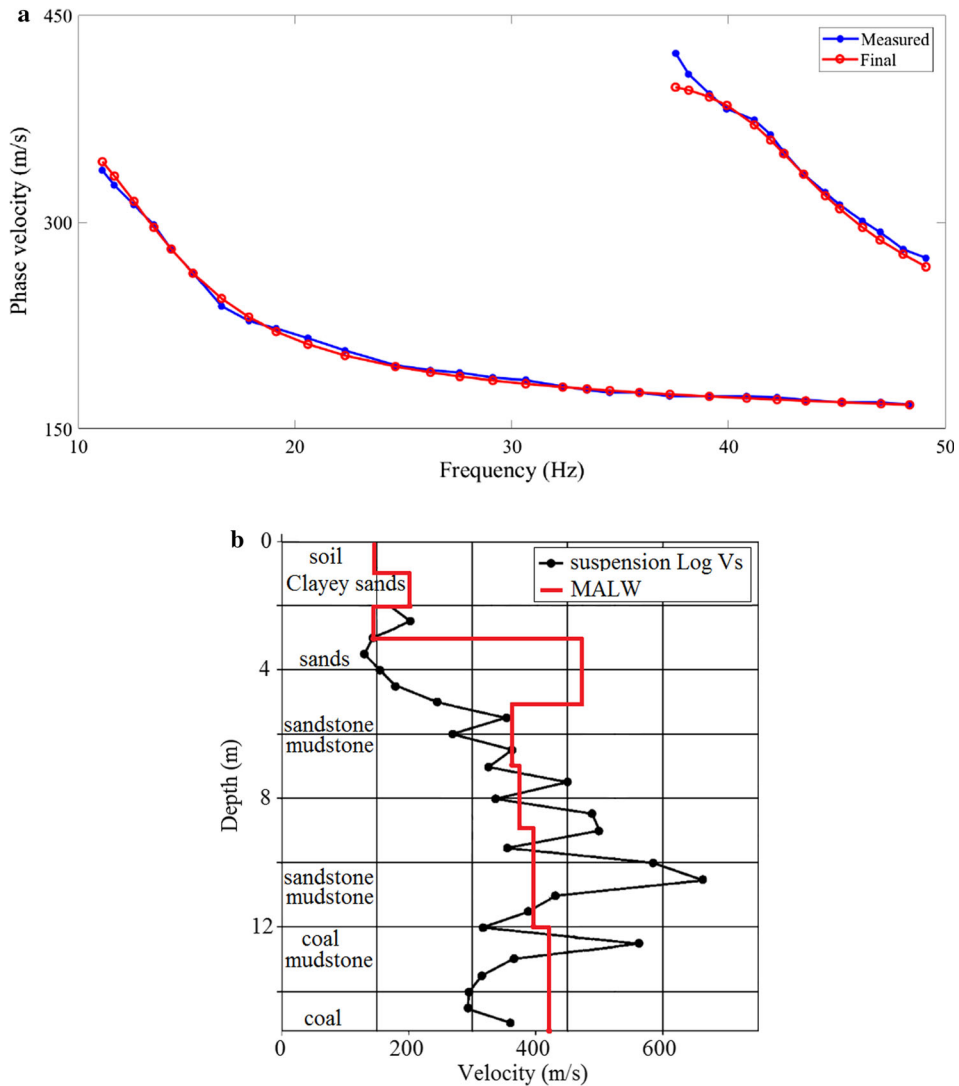 a
450
300
150
Phase velocity (m/s)
Measured
Final
10
20
30
40
50
Frequency (Hz)
b
0
4
8
12
Depth (m)
soil
Clayey sands
sands
sandstone
mudstone
sandstone
mudstone
coal
mudstone
coal
suspension Log Vs
MALW
0
200
400
600
Velocity (m/s)